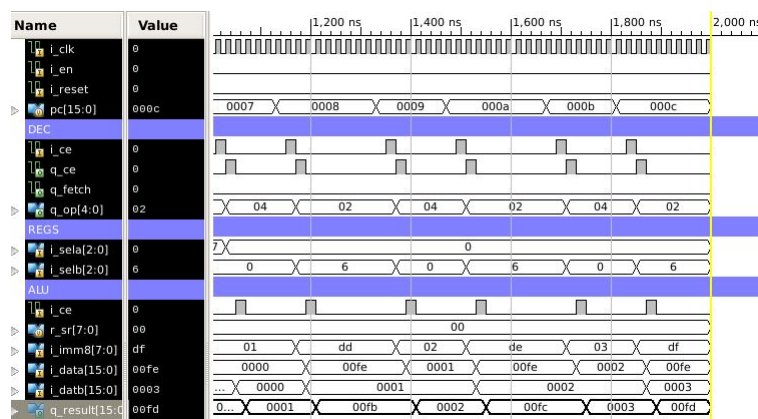 Name Value 1,200 ns 1,400 ns 1,600 ns 1,800 ns 2,000 ns
i_clk 0
i_en 0
i_reset 0
pc[15:0] 000c 0007 0008 0009 000a 000b 000c
DEC
i_ce 0
q_ce 0
q_fetch 0
q_op[4:0] 02 04 02 04 02 04 02
REGS
i_sela[2:0] 0 7 0
i_selb[2:0] 6 0 6 0 6 0 6
ALU
i_ce 0
r_sr[7:0] 00 00
i_imm8[7:0] df 01 dd 02 de 03 df
i_data[15:0] 00fe 0000 00fe 0001 00fe 0002 00fe
i_datb[15:0] 0003 ... 0000 0001 0002 0003
q_result[15:0 00fd 0... 0001 00fb 0002 00fc 0003 00fd